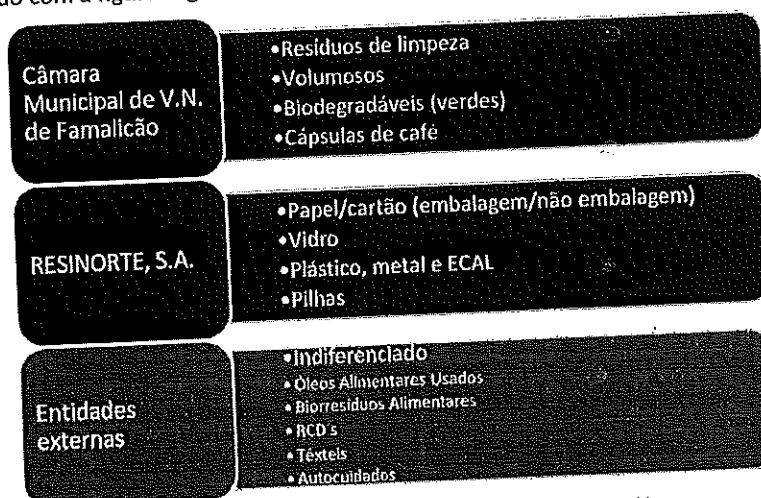 Câmara
Municipal de V.N.
de Famalicão
•Resíduos de limpeza
•Volumosos
•Biodegradáveis (verdes)
•Cápsulas de café
RESINORTE, S.A.
•Papel/cartão (embalagem/não embalagem)
•Vidro
•Plástico, metal e ECAL
•Pilhas
Entidades
externas
•Indiferenciado
•Óleos Alimentares Usados
•Biorresíduos Alimentares
•RCD's
•Têxteis
•Autocuidados